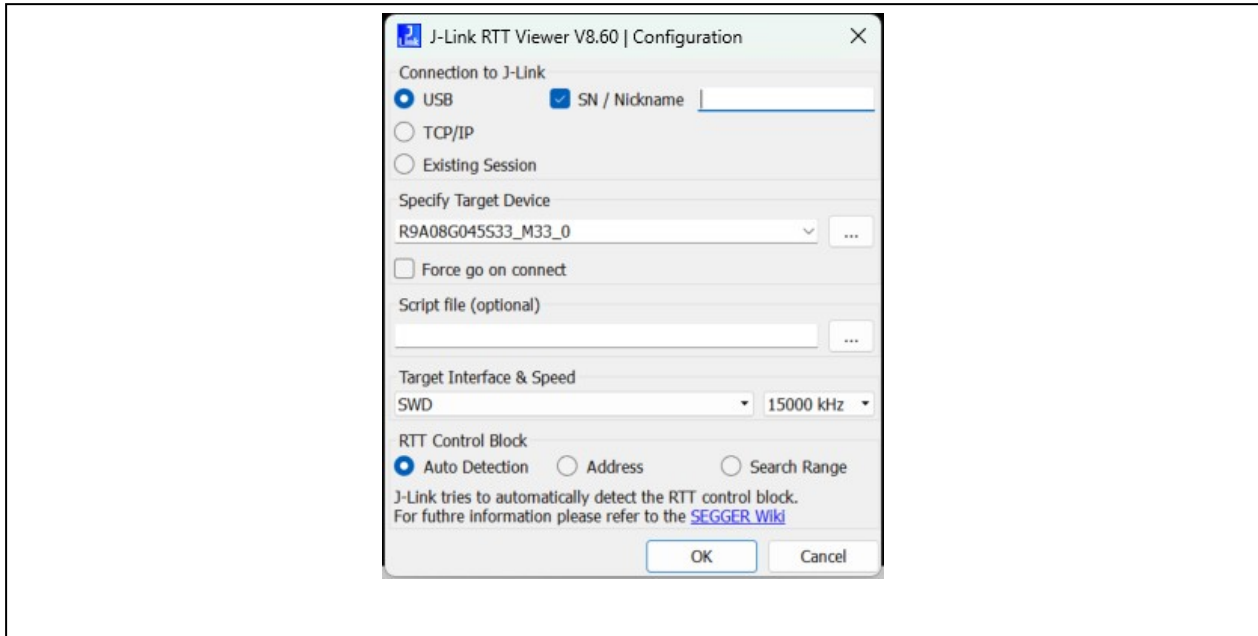 J-Link RTT Viewer V8.60 | Configuration
Connection to J-Link
USB SN / Nickname
TCP/IP
Existing Session
Specify Target Device
R9A08G045S33_M33_0
...
Force go on connect
Script file (optional)
...
Target Interface & Speed
SWD 15000 kHz
RTT Control Block
Auto Detection Address Search Range
J-Link tries to automatically detect the RTT control block.
For futhre information please refer to the SEGGER Wiki
OK Cancel